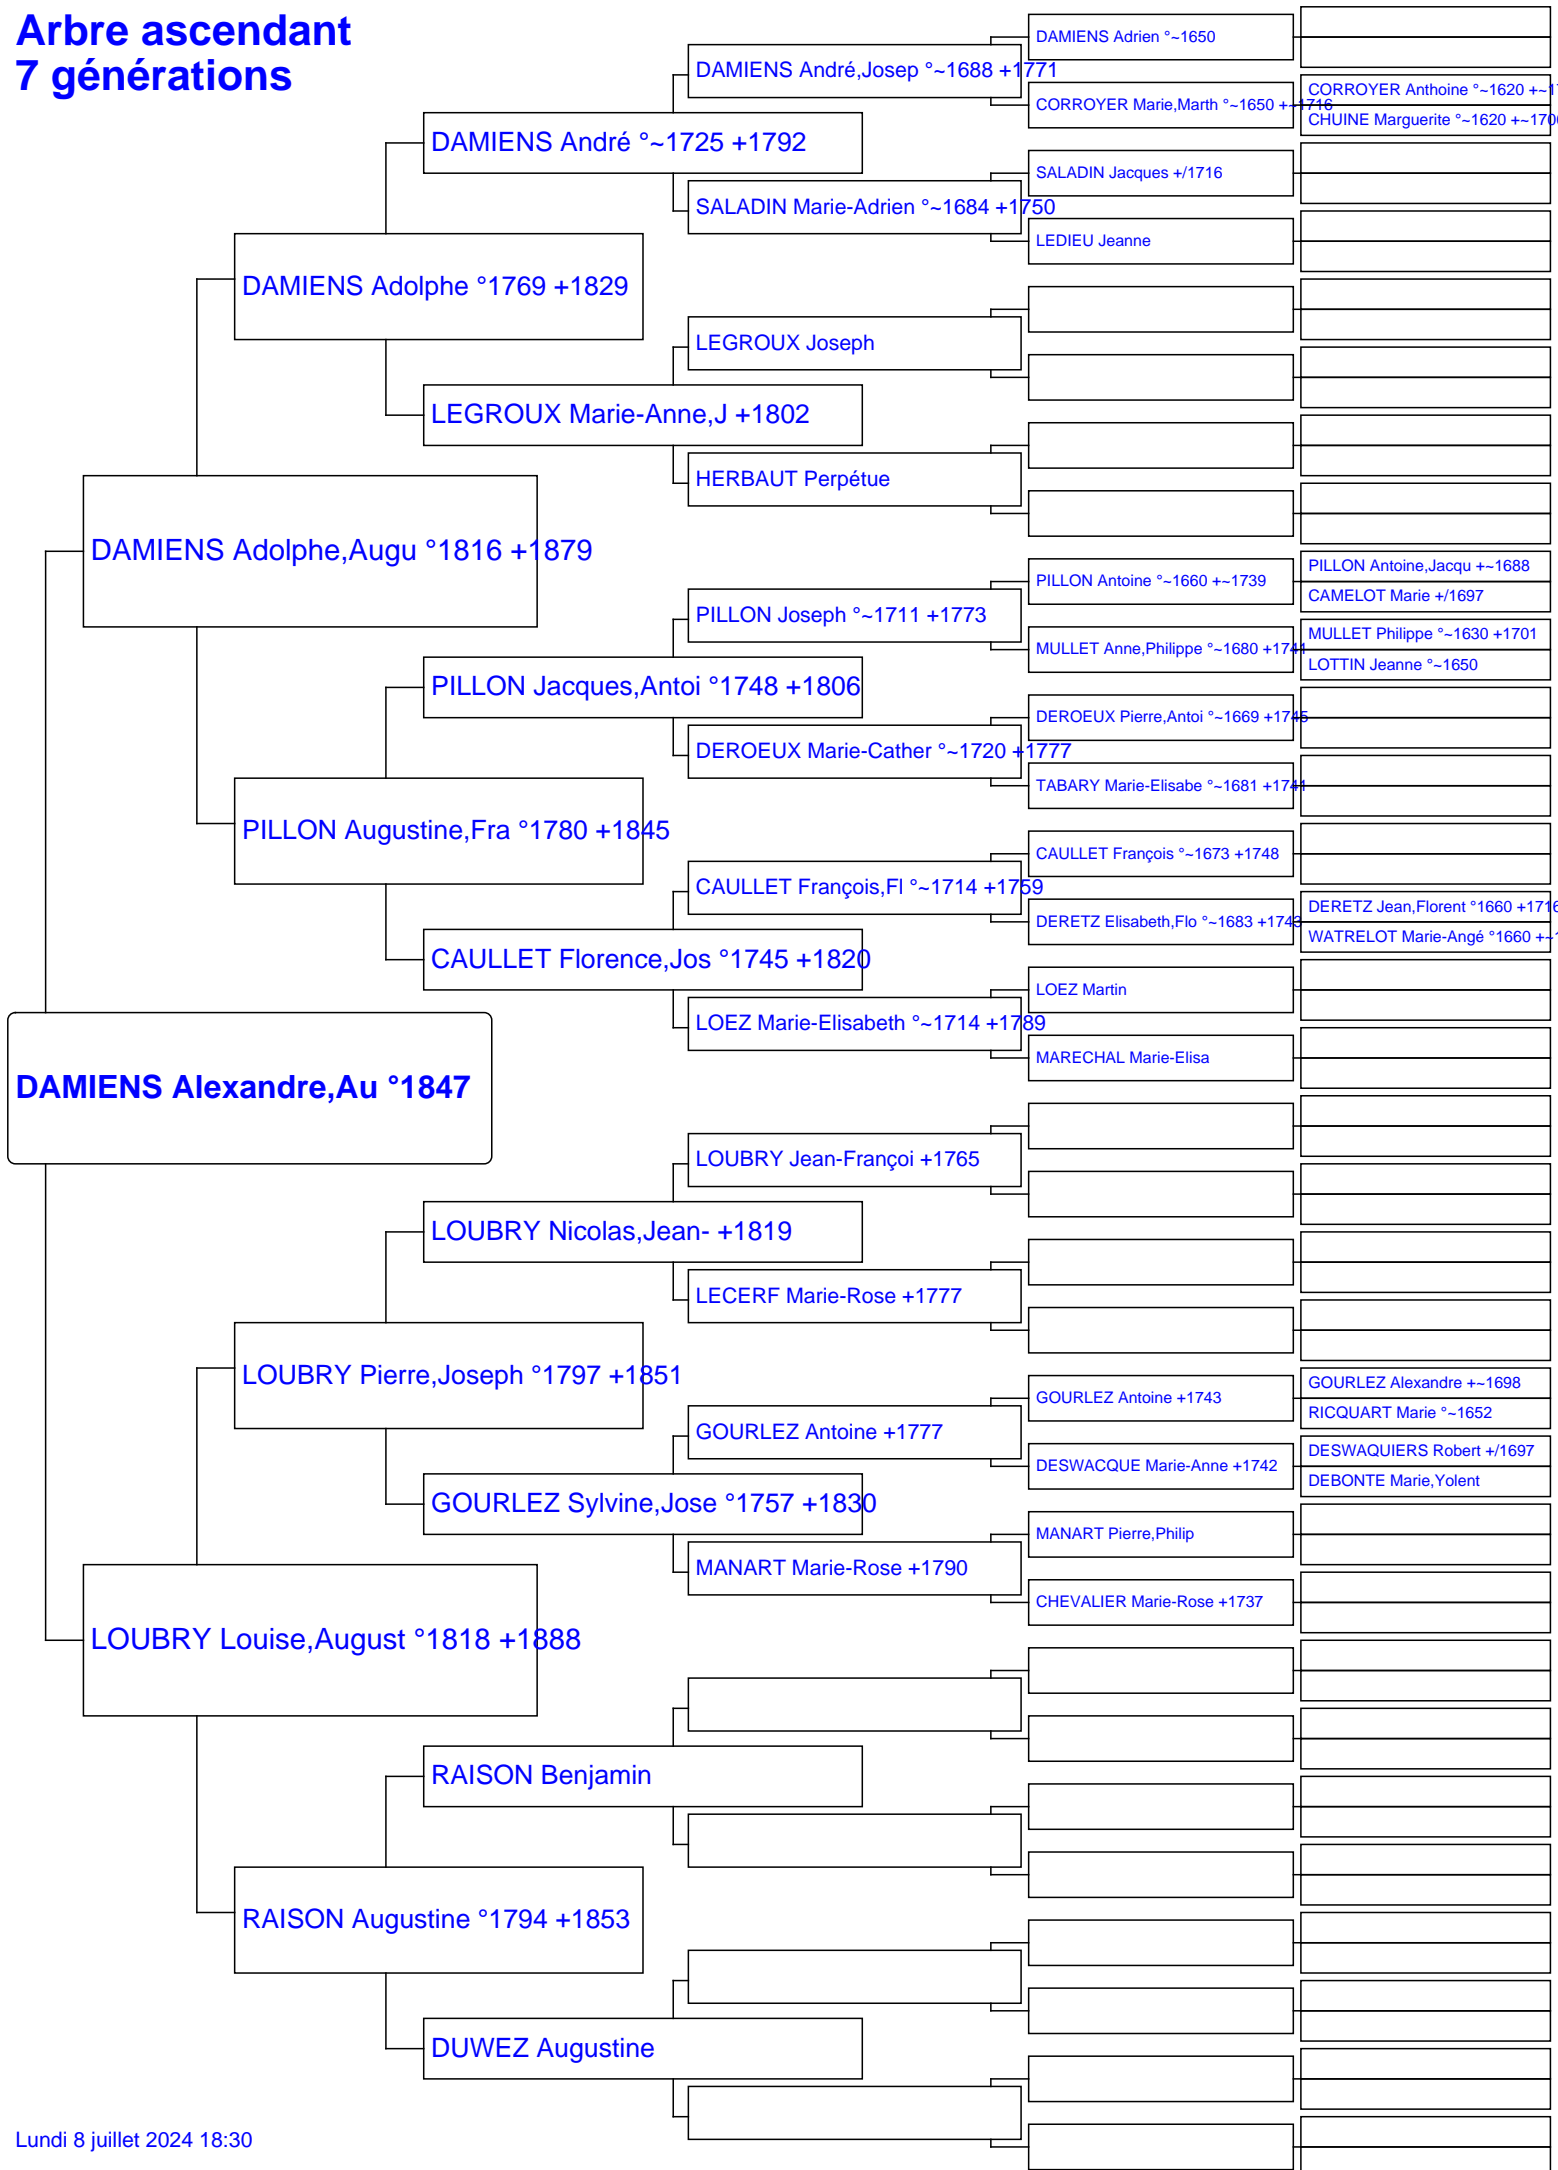 Arbre ascendant
7 générations
DAMIENS Alexandre,Au °1847
DAMIENS Adolphe,Augu °1816 +1879
LOUBRY Louise,August °1818 +1888
DAMIENS Adolphe °1769 +1829
PILLON Augustine,Fra °1780 +1845
LOUBRY Pierre,Joseph °1797 +1851
RAISON Augustine °1794 +1853
DAMIENS André °~1725 +1792
LEGROUX Marie-Anne,J +1802
PILLON Jacques,Antoi °1748 +1806
CAULLET Florence,Jos °1745 +1820
LOUBRY Nicolas,Jean- +1819
GOURLEZ Sylvine,Jose °1757 +1830
RAISON Benjamin
DUWEZ Augustine
DAMIENS André,Josep °~1688 +1771
SALADIN Marie-Adrien °~1684 +1750
LEGROUX Joseph
HERBAUT Perpétue
PILLON Joseph °~1711 +1773
DEROEUX Marie-Cather °~1720 +1777
CAULLET François,Fl °~1714 +1759
LOEZ Marie-Elisabeth °~1714 +1789
LOUBRY Jean-Françoi +1765
LECERF Marie-Rose +1777
GOURLEZ Antoine +1777
MANART Marie-Rose +1790
DAMIENS Adrien °~1650
CORROYER Marie,Marth °~1650 +~1716
SALADIN Jacques +/1716
LEDIEU Jeanne
PILLON Antoine °~1660 +~1739
MULLET Anne,Philippe °~1680 +1741
DEROEUX Pierre,Antoi °~1669 +1745
TABARY Marie-Elisabe °~1681 +1741
CAULLET François °~1673 +1748
DERETZ Elisabeth,Flo °~1683 +1743
LOEZ Martin
MARECHAL Marie-Elisa
GOURLEZ Antoine +1743
DESWACQUE Marie-Anne +1742
MANART Pierre,Philip
CHEVALIER Marie-Rose +1737
CORROYER Anthoine °~1620
CHUINE Marguerite °~1620 +~170
PILLON Antoine,Jacqu +~1688
CAMELOT Marie +/1697
MULLET Philippe °~1630 +1701
LOTTIN Jeanne °~1650
DERETZ Jean,Florent °1660 +1716
WATRELOT Marie-Angé °1660
GOURLEZ Alexandre +~1698
RICQUART Marie °~1652
DESWAQUIERS Robert +/1697
DEBONTE Marie,Yolent
Lundi 8 juillet 2024 18:30